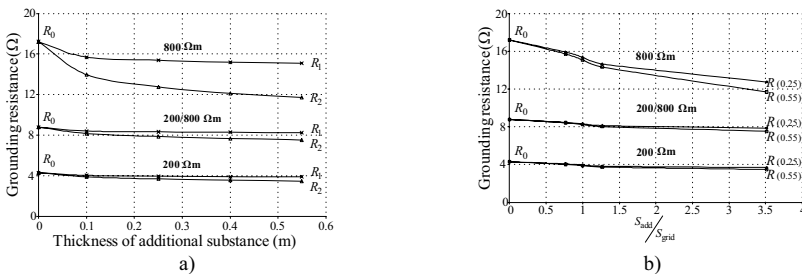 Grounding resistance(Ω)
20
16
12
8
4
0
R0
800 Ωm
R1
R2
R0
200/800 Ωm
R1
R2
R0
200 Ωm
R1
R2
0 0.1 0.2 0.3 0.4 0.5 0.6
Thickness of additional substance (m)
a)
Grounding resistance(Ω)
20
16
12
8
4
0
R0
800 Ωm
R(0.25)
R(0.55)
R0
200/800 Ωm
R(0.25)
R(0.55)
R0
200 Ωm
R(0.25)
R(0.55)
0 0.5 1 1.5 2 2.5 3 3.5 4
Sadd/Sgrid
b)